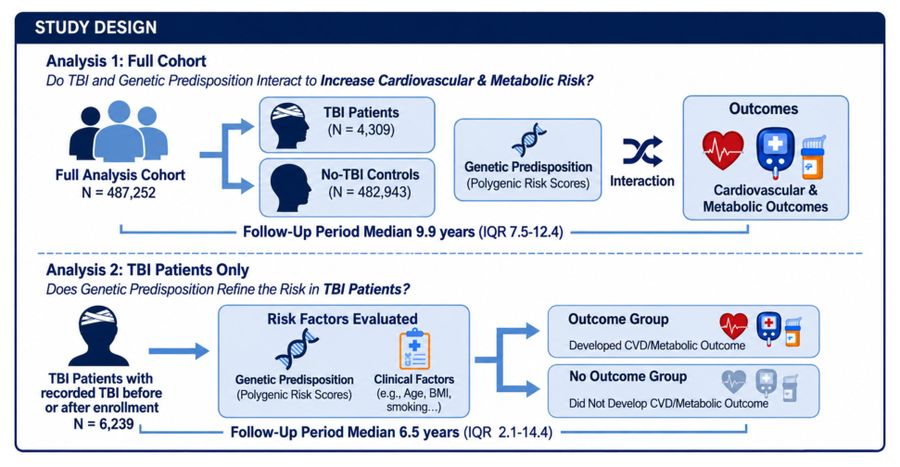 STUDY DESIGN
Analysis 1: Full Cohort
Do TBI and Genetic Predisposition Interact to Increase Cardiovascular & Metabolic Risk?
Full Analysis Cohort
N = 487,252
TBI Patients
(N = 4,309)
No-TBI Controls
(N = 482,943)
Genetic Predisposition
(Polygenic Risk Scores)
Interaction
Outcomes
Cardiovascular &
Metabolic Outcomes
Follow-Up Period Median 9.9 years (IQR 7.5-12.4)
Analysis 2: TBI Patients Only
Does Genetic Predisposition Refine the Risk in TBI Patients?
TBI Patients with
recorded TBI before
or after enrollment
N = 6,239
Risk Factors Evaluated
Genetic Predisposition
(Polygenic Risk Scores)
Clinical Factors
(e.g., Age, BMI,
smoking...)
Outcome Group
Developed CVD/Metabolic Outcome
No Outcome Group
Did Not Develop CVD/Metabolic Outcome
Follow-Up Period Median 6.5 years (IQR 2.1-14.4)